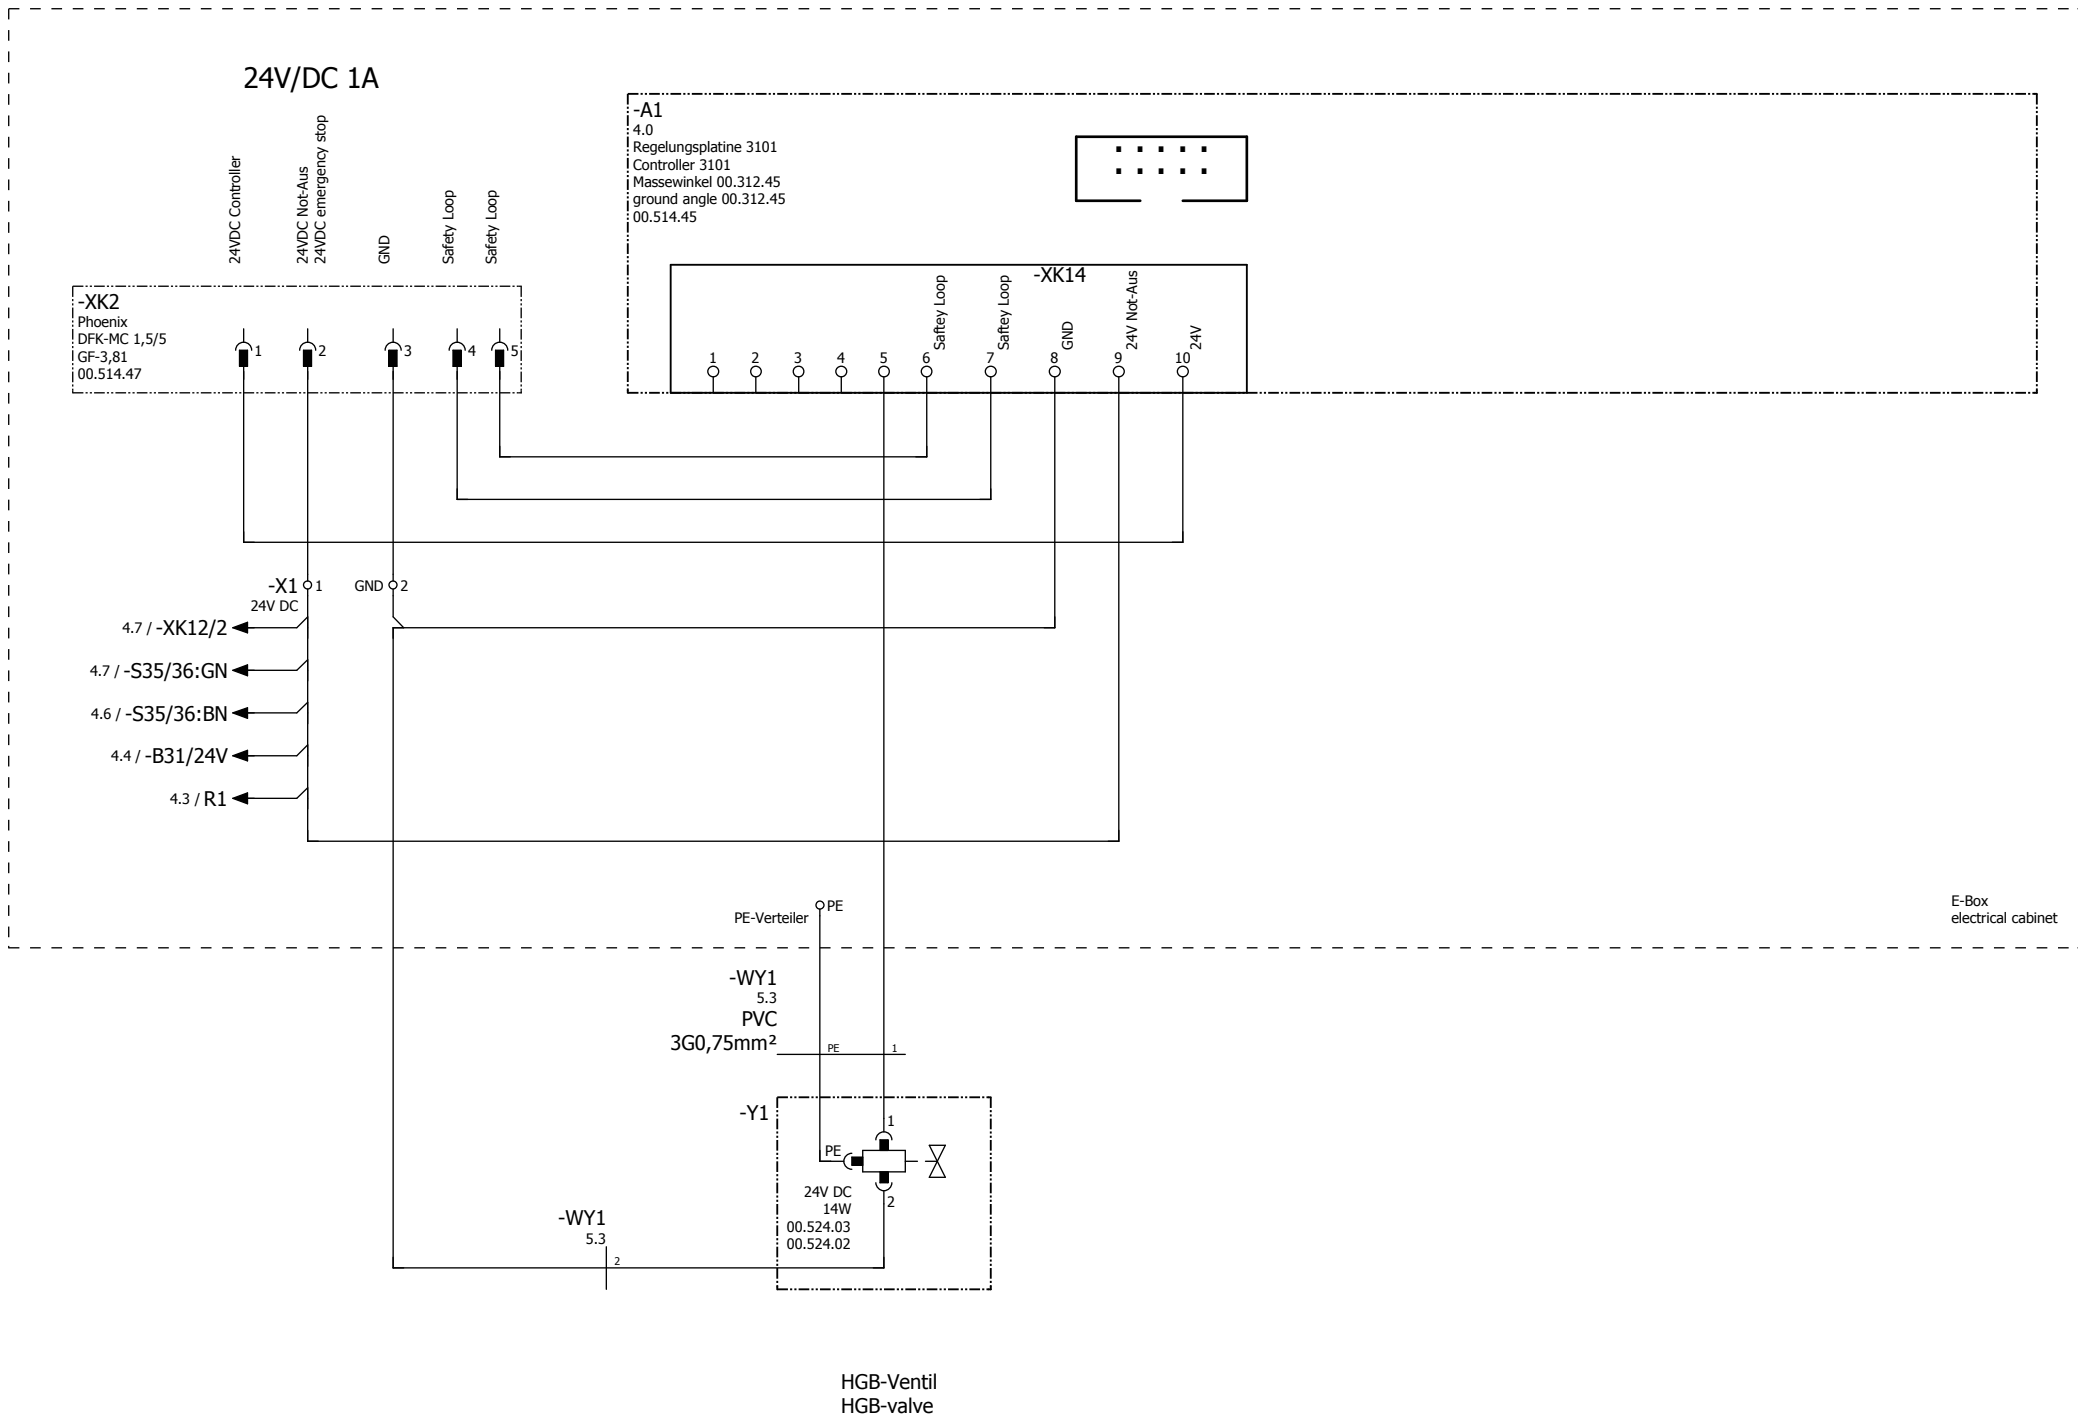 24V/DC 1A
24VDC Controller
24VDC Not-Aus
24VDC emergency stop
GND
Safety Loop
Safety Loop
-XK2
Phoenix
DFK-MC 1,5/5
GF-3,81
00.514.47
1
2
3
4
5
-A1
4.0
Regelungsplatine 3101
Controller 3101
Massewinkel 00.312.45
ground angle 00.312.45
00.514.45
-XK14
Saftey Loop
Saftey Loop
GND
24V Not-Aus
24V
1
2
3
4
5
6
7
8
9
10
-X1
1
GND
2
24V DC
4.7 / -XK12/2
4.7 / -S35/36:GN
4.6 / -S35/36:BN
4.4 / -B31/24V
4.3 / R1
E-Box
electrical cabinet
PE
PE-Verteiler
-WY1
5.3
PVC
3G0,75mm²
PE
1
-Y1
1
PE
2
24V DC
14W
00.524.03
00.524.02
-WY1
5.3
2
HGB-Ventil
HGB-valve